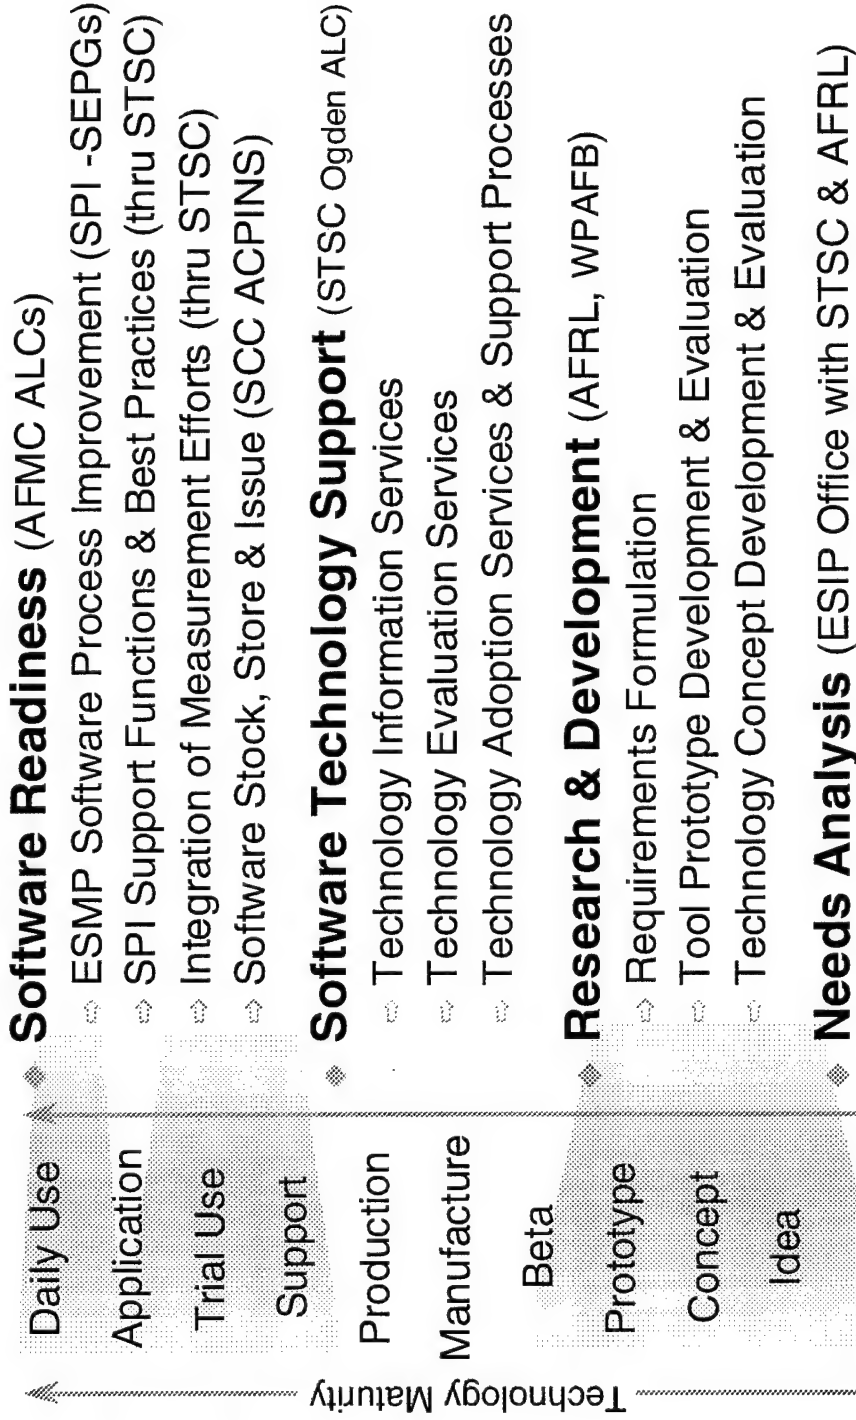 Software Readiness (AFMC ALCs)
ESMP Software Process Improvement (SPI -SEPGs)
SPI Support Functions & Best Practices (thru STSC)
Integration of Measurement Efforts (thru STSC)
Software Stock, Store & Issue (SCC ACPINS)
Software Technology Support (STSC Ogden ALC)
Technology Information Services
Technology Evaluation Services
Technology Adoption Services & Support Processes
Research & Development (AFRL, WPAFB)
Requirements Formulation
Tool Prototype Development & Evaluation
Technology Concept Development & Evaluation
Needs Analysis (ESIP Office with STSC & AFRL)
Daily Use
Application
Trial Use
Support
Production
Manufacture
Beta
Prototype
Concept
Idea
Technology Maturity